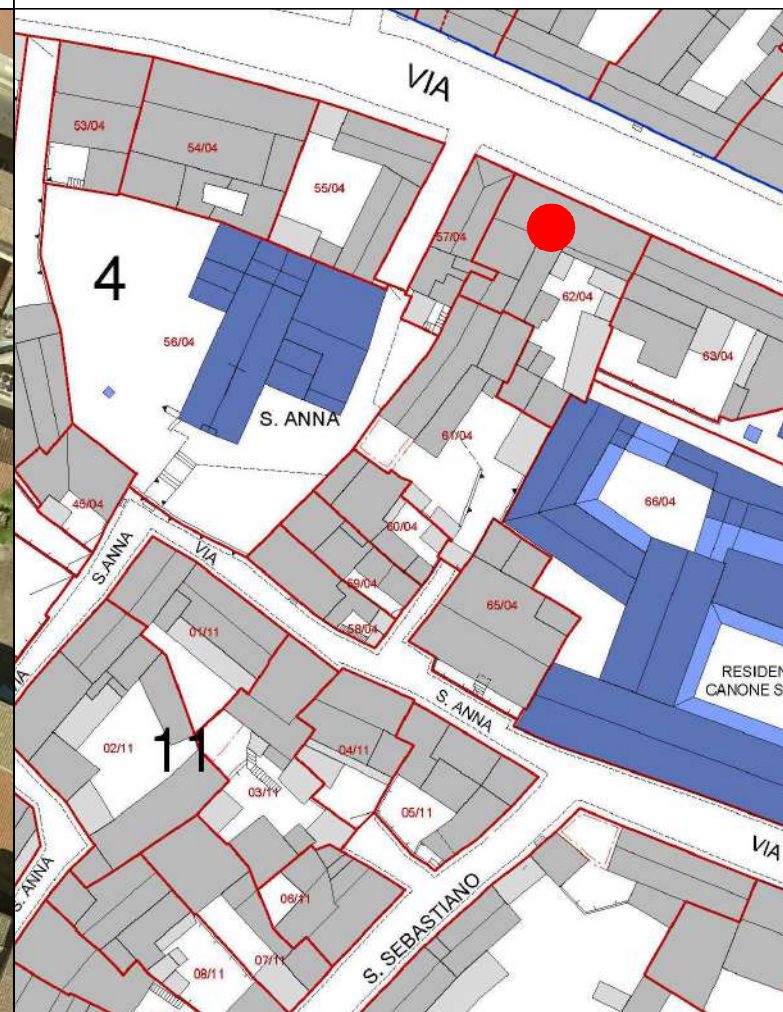 VIA
53/04
54/04
55/04
57/04
62/04
63/04
4
56/04
S. ANNA
61/04
66/04
45/04
60/04
S.ANNA
VIA
59/04
58/04
65/04
01/11
RESIDEN
CANONE S
VIA
S. ANNA
02/11
11
04/11
03/11
05/11
VIA
S. ANNA
S. SEBASTIANO
06/11
07/11
08/11